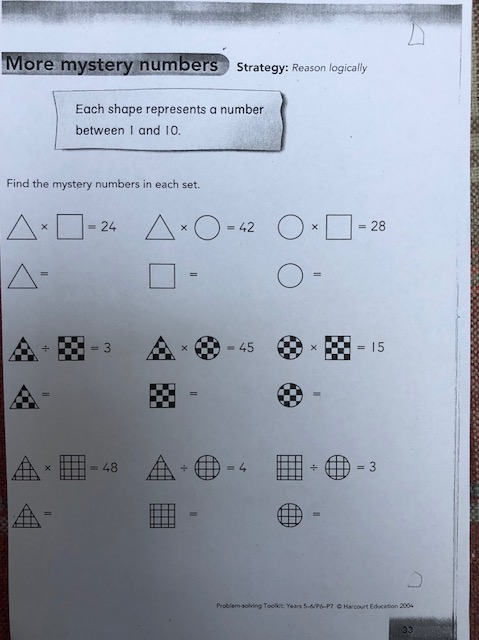 More mystery numbers Strategy: Reason logically
Each shape represents a number
between 1 and 10.
Find the mystery numbers in each set.
× = 24 × = 42 × = 28
= = =
÷ = 3 × = 45 × = 15
= = =
× = 48 ÷ = 4 ÷ = 3
= = =
Problem-solving Toolkit: Years 5–6/P6–P7 © Harcourt Education 2004
33